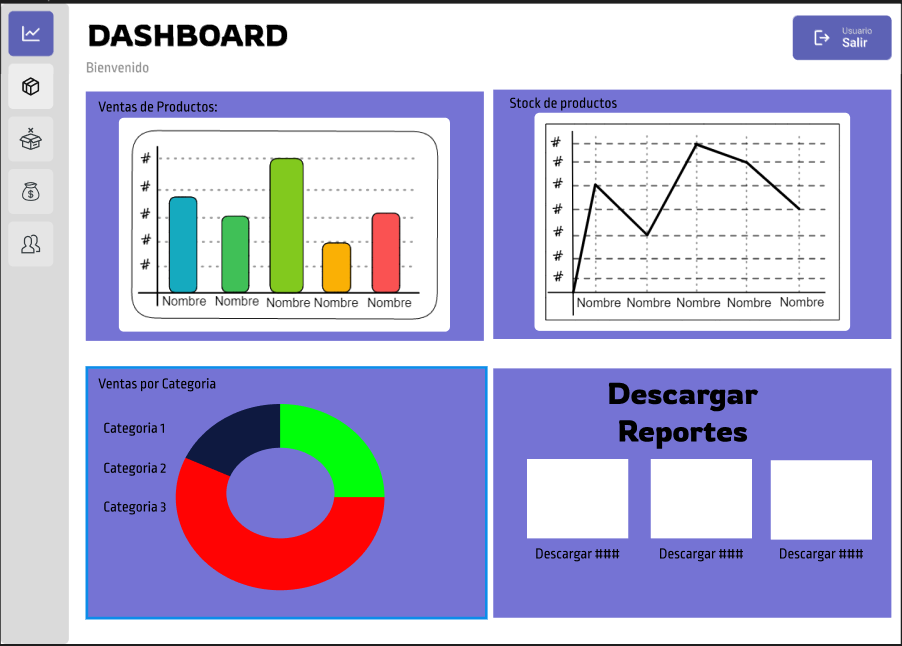 DASHBOARD
Bienvenido
Usuario
Salir
Ventas de Productos:
#
#
#
#
#
Nombre Nombre Nombre Nombre Nombre
Stock de productos
#
#
#
#
#
#
#
Nombre Nombre Nombre Nombre Nombre
Ventas por Categoria
Categoria 1
Categoria 2
Categoria 3
Descargar
Reportes
Descargar ### Descargar ### Descargar ###